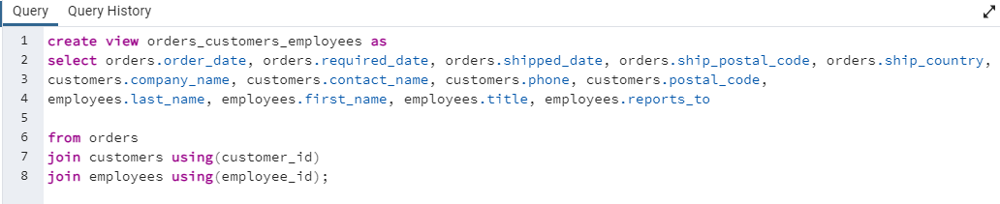 Query Query History
1 create view orders_customers_employees as
2 select orders.order_date, orders.required_date, orders.shipped_date, orders.ship_postal_code, orders.ship_country,
3 customers.company_name, customers.contact_name, customers.phone, customers.postal_code,
4 employees.last_name, employees.first_name, employees.title, employees.reports_to
5
6 from orders
7 join customers using(customer_id)
8 join employees using(employee_id);